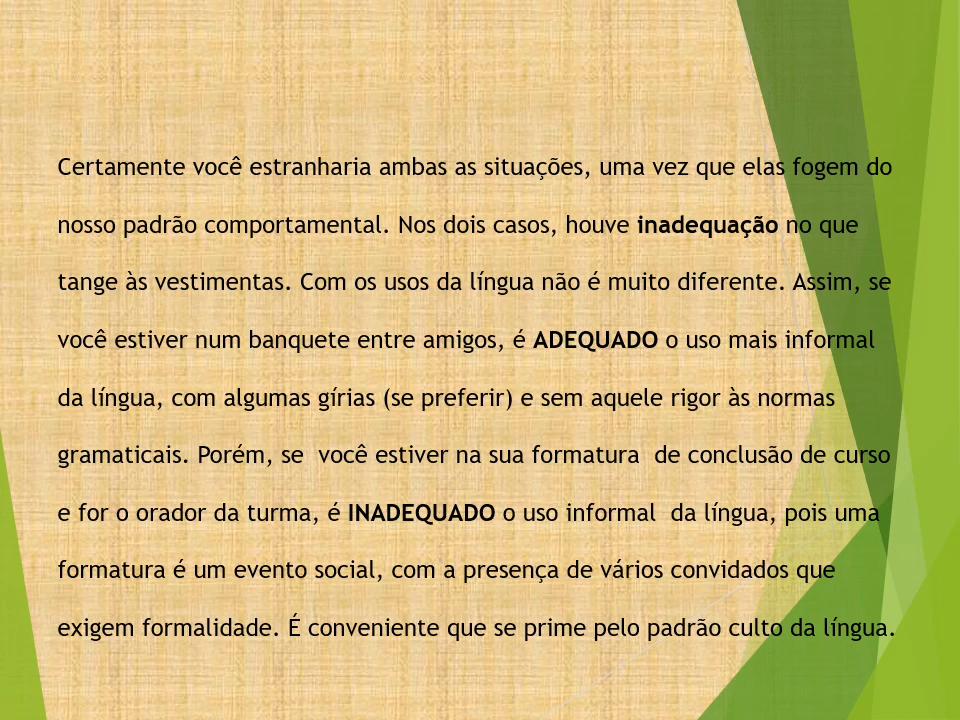 Certamente você estranharia ambas as situações, uma vez que elas fogem do
nosso padrão comportamental. Nos dois casos, houve inadequação no que
tange às vestimentas. Com os usos da língua não é muito diferente. Assim, se
você estiver num banquete entre amigos, é ADEQUADO o uso mais informal
da língua, com algumas gírias (se preferir) e sem aquele rigor às normas
gramaticais. Porém, se  você estiver na sua formatura  de conclusão de curso
e for o orador da turma, é INADEQUADO o uso informal  da língua, pois uma
formatura é um evento social, com a presença de vários convidados que
exigem formalidade. É conveniente que se prime pelo padrão culto da língua.